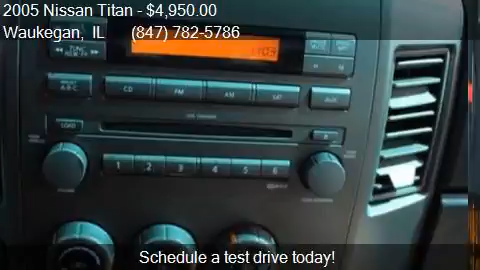 2005 Nissan Titan - $4,950.00
Waukegan, IL (847) 782-5786
A·B·C
CD FM AM SAT AUX
LOAD
1 2 3 4 5 6
Schedule a test drive today!